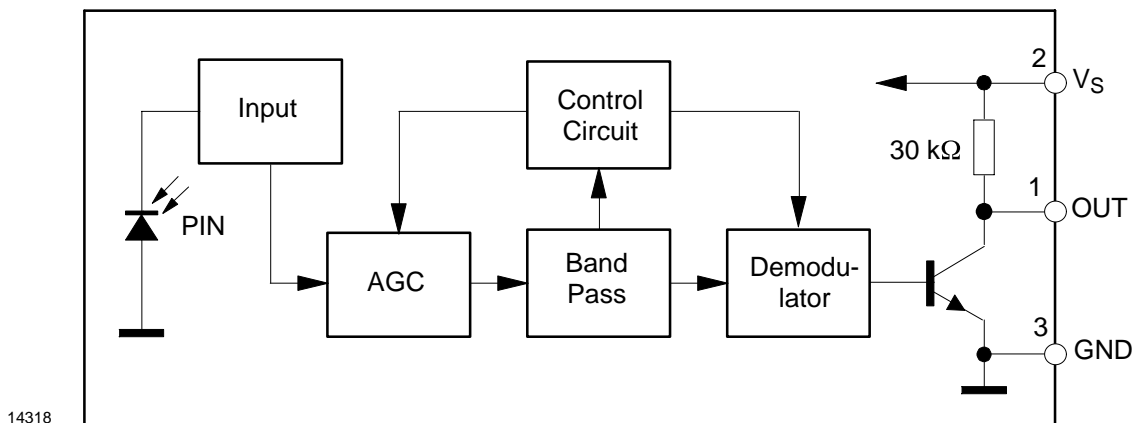 Input
PIN
AGC
Control
Circuit
Band
Pass
Demodu-
lator
30 kΩ
2
VS
1
OUT
3
GND
14318